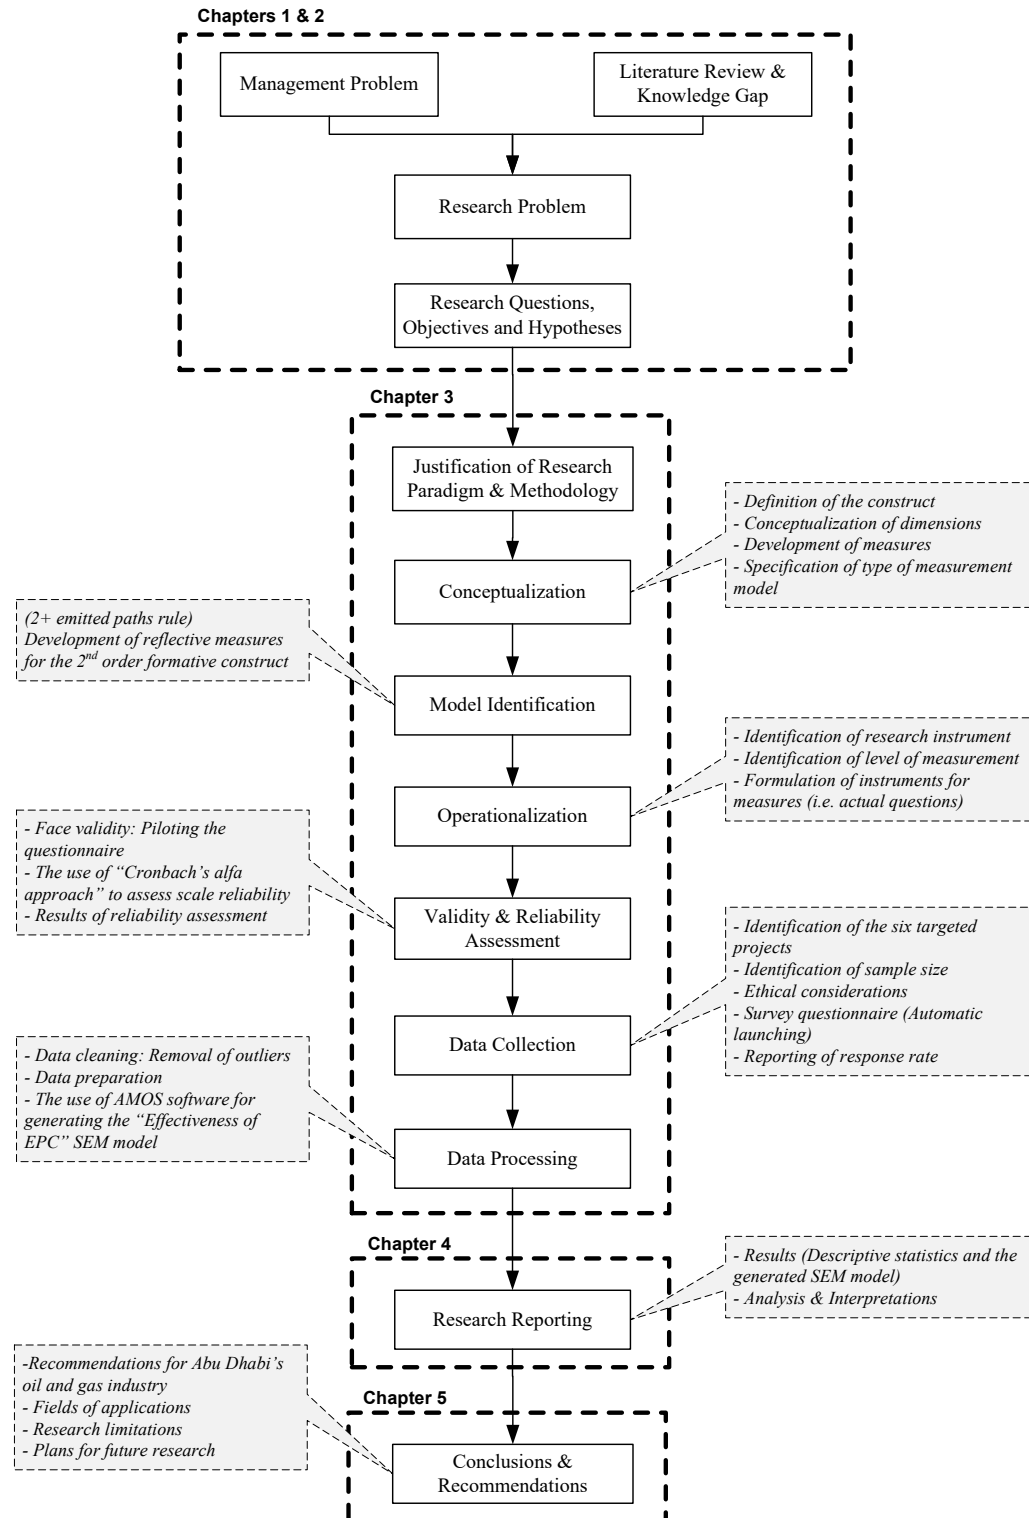 Chapters 1 & 2
Management Problem
Literature Review &
Knowledge Gap
Research Problem
Research Questions,
Objectives and Hypotheses
Chapter 3
Justification of Research
Paradigm & Methodology
- Definition of the construct
- Conceptualization of dimensions
- Development of measures
- Specification of type of measurement
model
Conceptualization
(2+ emitted paths rule)
Development of reflective measures
for the 2nd order formative construct
Model Identification
- Identification of research instrument
- Identification of level of measurement
- Formulation of instruments for
measures (i.e. actual questions)
Operationalization
- Face validity: Piloting the
questionnaire
- The use of “Cronbach’s alfa
approach” to assess scale reliability
- Results of reliability assessment
Validity & Reliability
Assessment
- Identification of the six targeted
projects
- Identification of sample size
- Ethical considerations
- Survey questionnaire (Automatic
launching)
- Reporting of response rate
Data Collection
- Data cleaning: Removal of outliers
- Data preparation
- The use of AMOS software for
generating the “Effectiveness of
EPC” SEM model
Data Processing
Chapter 4
- Results (Descriptive statistics and the
generated SEM model)
- Analysis & Interpretations
Research Reporting
-Recommendations for Abu Dhabi’s
oil and gas industry
- Fields of applications
- Research limitations
- Plans for future research
Chapter 5
Conclusions &
Recommendations